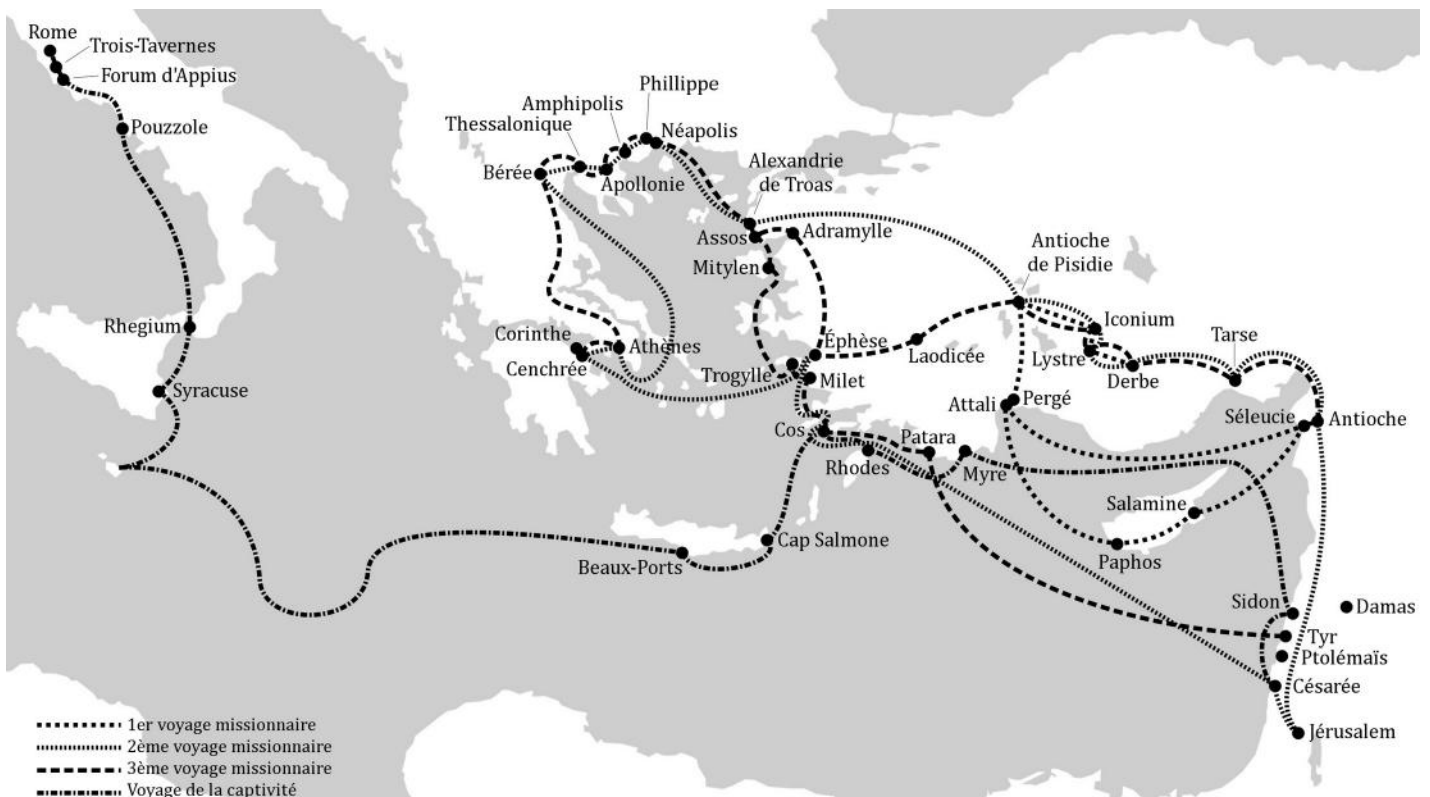 Rome
Trois-Tavernes
Forum d'Appius
Pouzzole
Rhegium
Syracuse
Phillippe
Amphipolis
Néapolis
Thessalonique
Bérée
Apollonie
Alexandrie
de Troas
Assos
Adramylle
Mitylen
Antioche
de Pisidie
Iconium
Tarse
Corinthe
Athènes
Cenchrée
Éphèse
Laodicée
Lystre
Derbe
Trogylle
Milet
Attali
Pergé
Séleucie
Antioche
Cos
Patara
Rhodes
Myre
Salamine
Cap Salmone
Beaux-Ports
Paphos
Sidon
Damas
Tyr
Ptolémaïs
Césarée
Jérusalem
1er voyage missionnaire
2ème voyage missionnaire
3ème voyage missionnaire
Voyage de la captivité